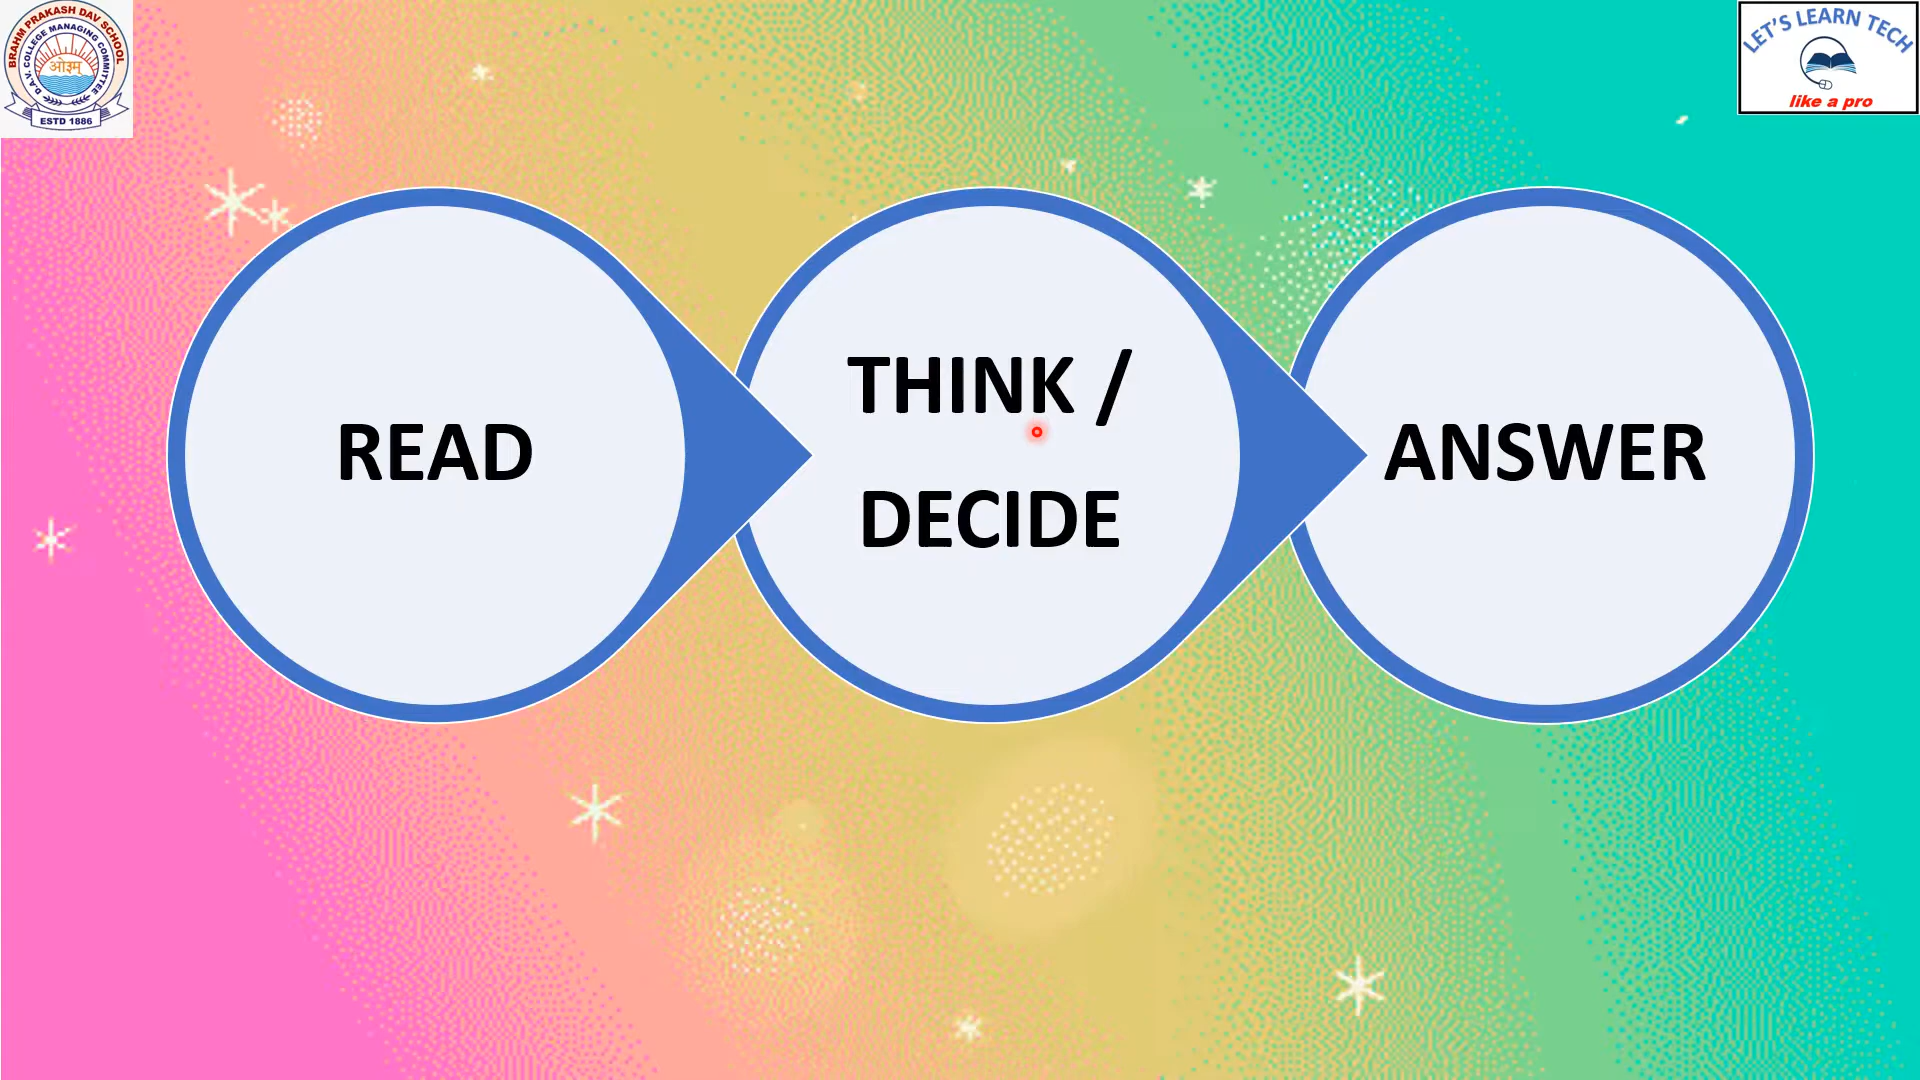 BRAHM PRAKASH DAV SCHOOL
D.A.V. COLLEGE MANAGING COMMITTEE
ओ३म्
ESTD 1886
LET'S LEARN TECH
like a pro
READ
THINK /
DECIDE
ANSWER